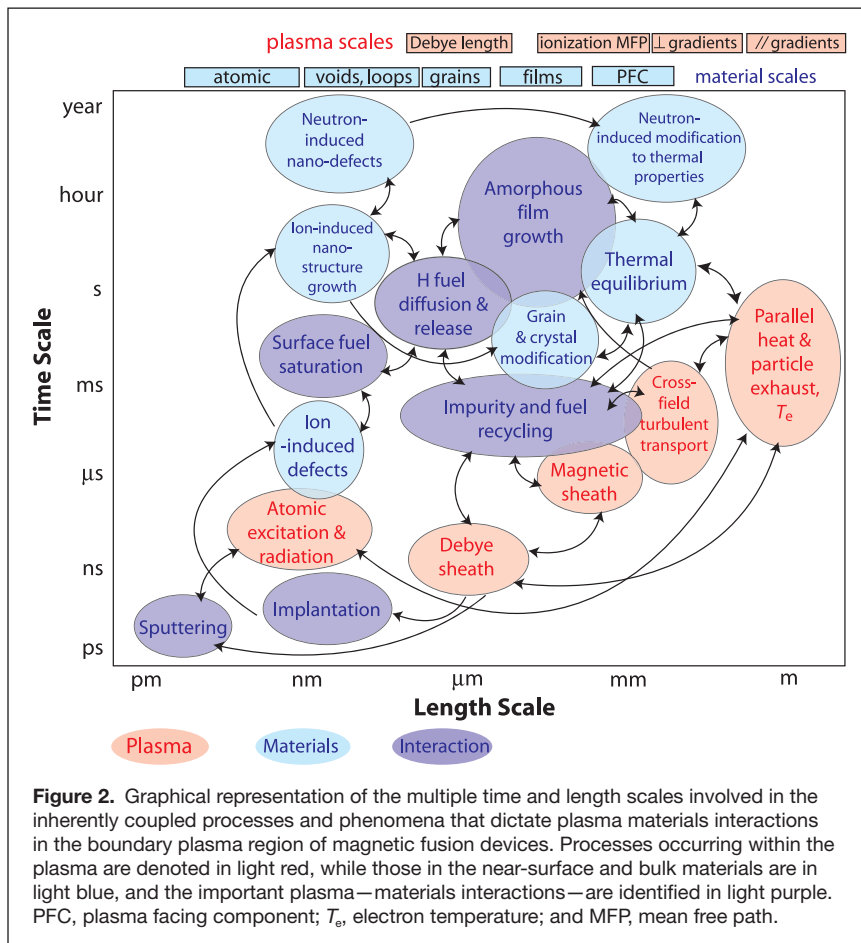 plasma scales
Debye length
ionization MFP
⊥ gradients
// gradients
atomic
voids, loops
grains
films
PFC
material scales
Time Scale
year
hour
s
ms
μs
ns
ps
Neutron-
induced
nano-defects
Neutron-
induced modification
to thermal
properties
Amorphous
film
growth
Ion-induced
nano-
structure
growth
H fuel
diffusion &
release
Thermal
equilibrium
Grain
& crystal
modification
Parallel
heat &
particle
exhaust,
Te
Surface fuel
saturation
Impurity and fuel
recycling
Cross-
field
turbulent
transport
Ion
-induced
defects
Magnetic
sheath
Atomic
excitation &
radiation
Debye
sheath
Implantation
Sputtering
pm
nm
μm
mm
m
Length Scale
Plasma
Materials
Interaction
Figure 2. Graphical representation of the multiple time and length scales involved in the
inherently coupled processes and phenomena that dictate plasma materials interactions
in the boundary plasma region of magnetic fusion devices. Processes occurring within the
plasma are denoted in light red, while those in the near-surface and bulk materials are in
light blue, and the important plasma—materials interactions—are identified in light purple.
PFC, plasma facing component; Te, electron temperature; and MFP, mean free path.